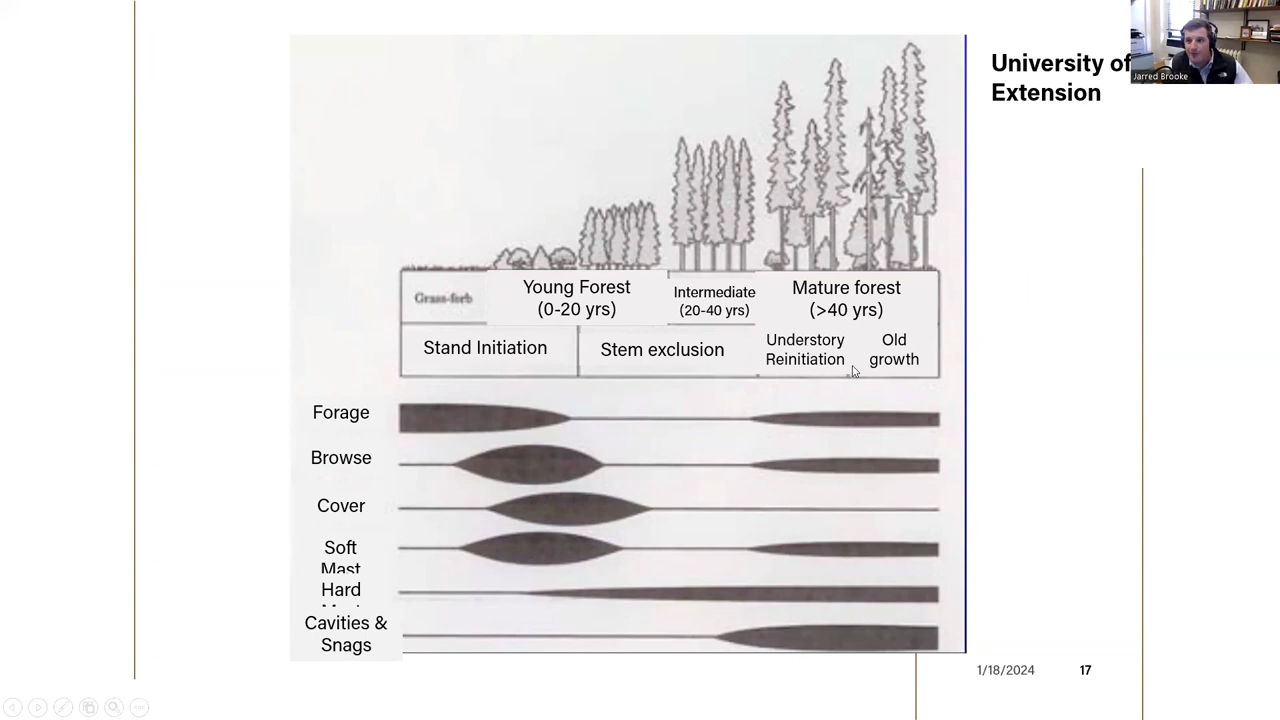 University of
Extension
Jarred Brooke
Grass-forb
Young Forest
(0-20 yrs)
Intermediate
(20-40 yrs)
Mature forest
(>40 yrs)
Stand Initiation
Stem exclusion
Understory
Reinitiation
Old
growth
Forage
Browse
Cover
Soft
Mast
Hard
Cavities &
Snags
1/18/2024
17